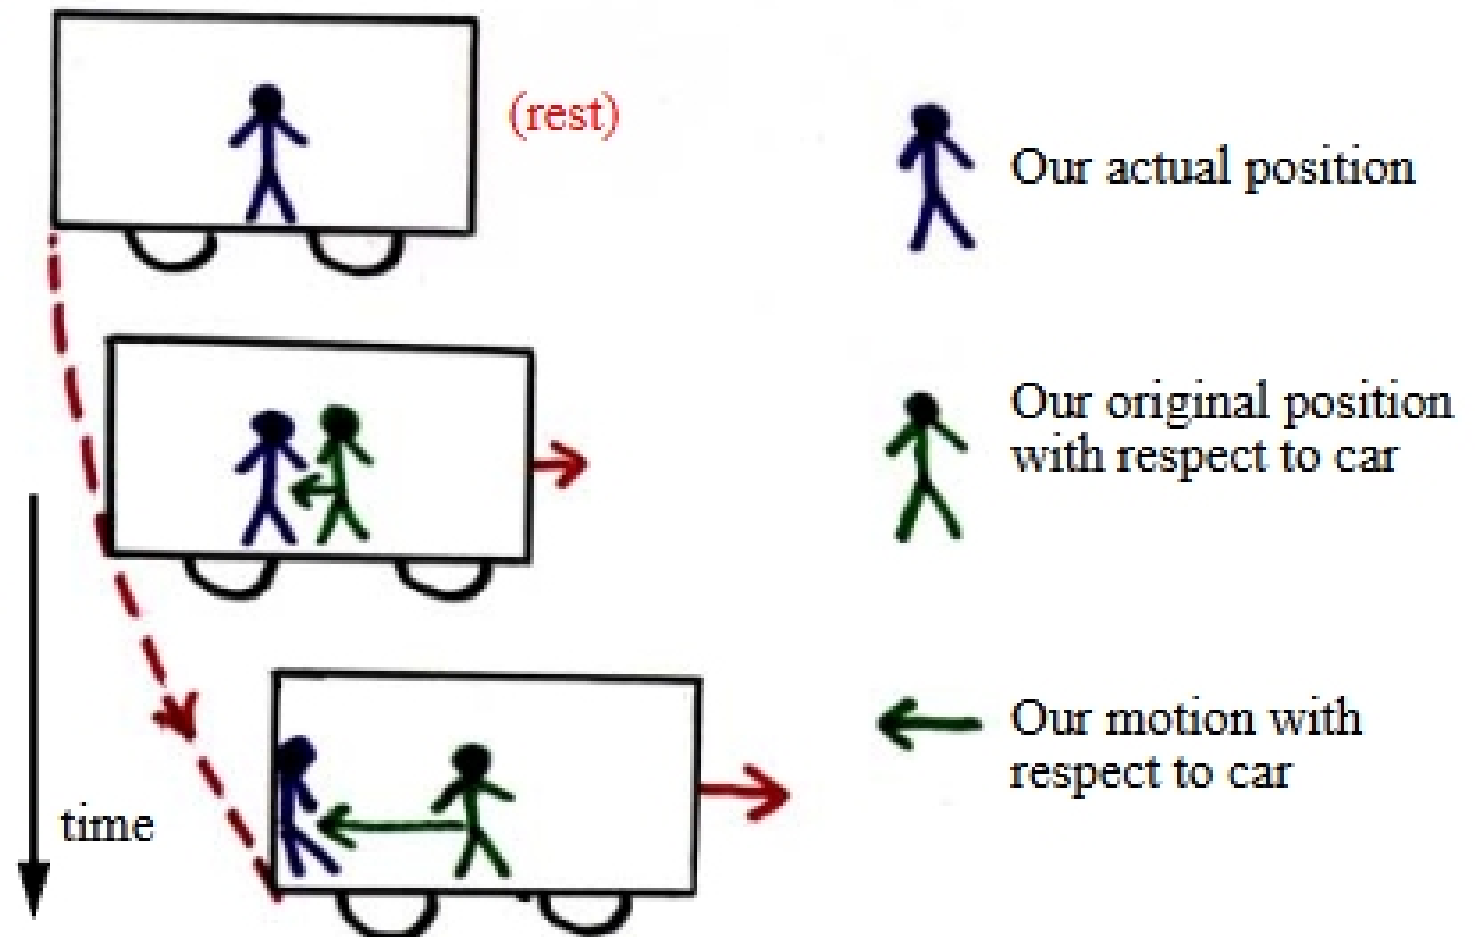 (rest)
Our actual position
Our original position
with respect to car
Our motion with
respect to car
time